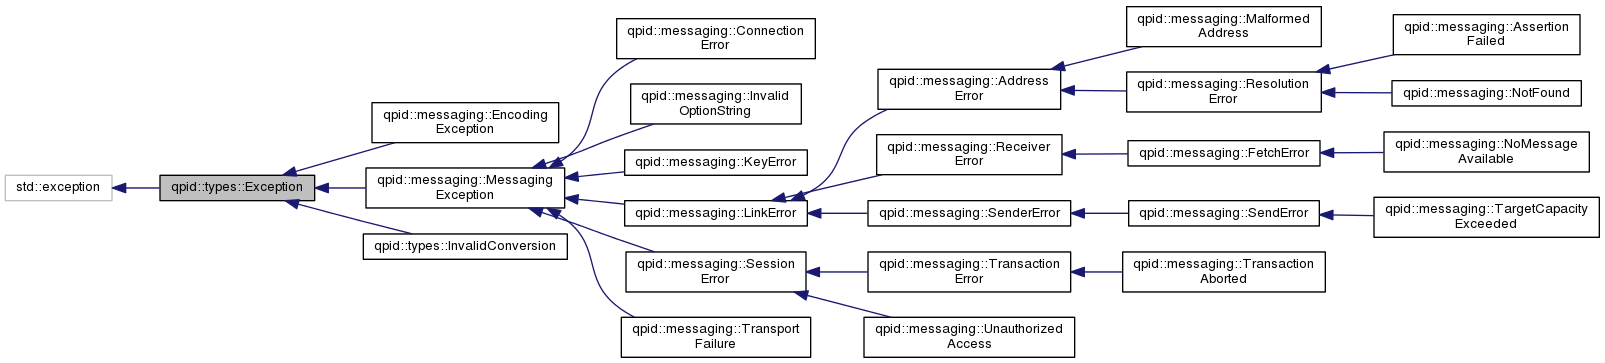 std::exception
qpid::types::Exception
qpid::messaging::Encoding
Exception
qpid::messaging::Messaging
Exception
qpid::types::InvalidConversion
qpid::messaging::Connection
Error
qpid::messaging::Invalid
OptionString
qpid::messaging::KeyError
qpid::messaging::LinkError
qpid::messaging::Session
Error
qpid::messaging::Transport
Failure
qpid::messaging::Address
Error
qpid::messaging::Receiver
Error
qpid::messaging::SenderError
qpid::messaging::Transaction
Error
qpid::messaging::Unauthorized
Access
qpid::messaging::Malformed
Address
qpid::messaging::Resolution
Error
qpid::messaging::FetchError
qpid::messaging::SendError
qpid::messaging::Transaction
Aborted
qpid::messaging::Assertion
Failed
qpid::messaging::NotFound
qpid::messaging::NoMessage
Available
qpid::messaging::TargetCapacity
Exceeded